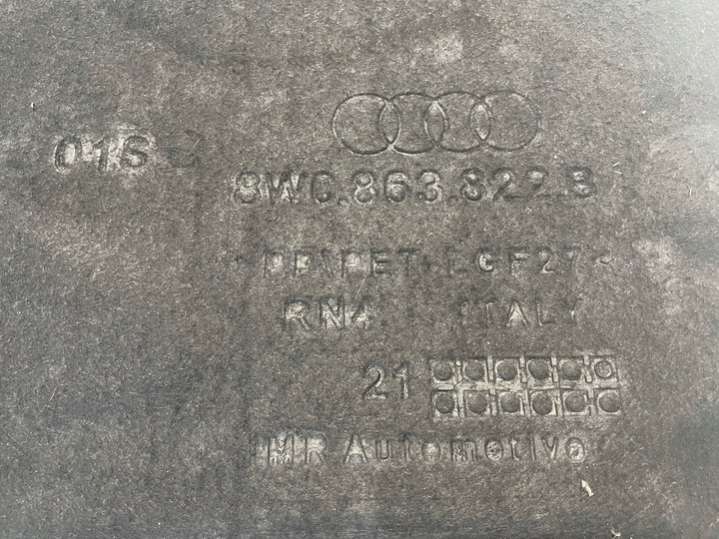 01S
8W0.863.822.B
RN4 ITALY
21
IMR Automotive